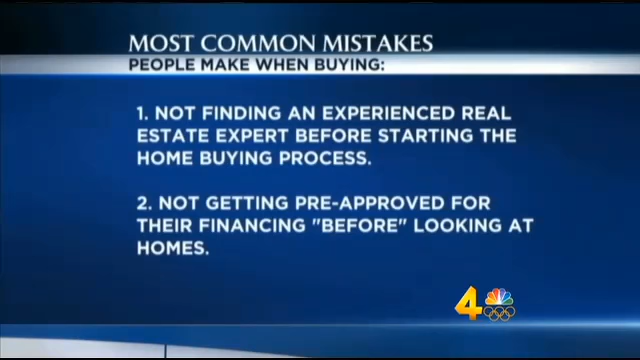 MOST COMMON MISTAKES
PEOPLE MAKE WHEN BUYING:
1. NOT FINDING AN EXPERIENCED REAL
ESTATE EXPERT BEFORE STARTING THE
HOME BUYING PROCESS.
2. NOT GETTING PRE-APPROVED FOR
THEIR FINANCING "BEFORE" LOOKING AT
HOMES.
4